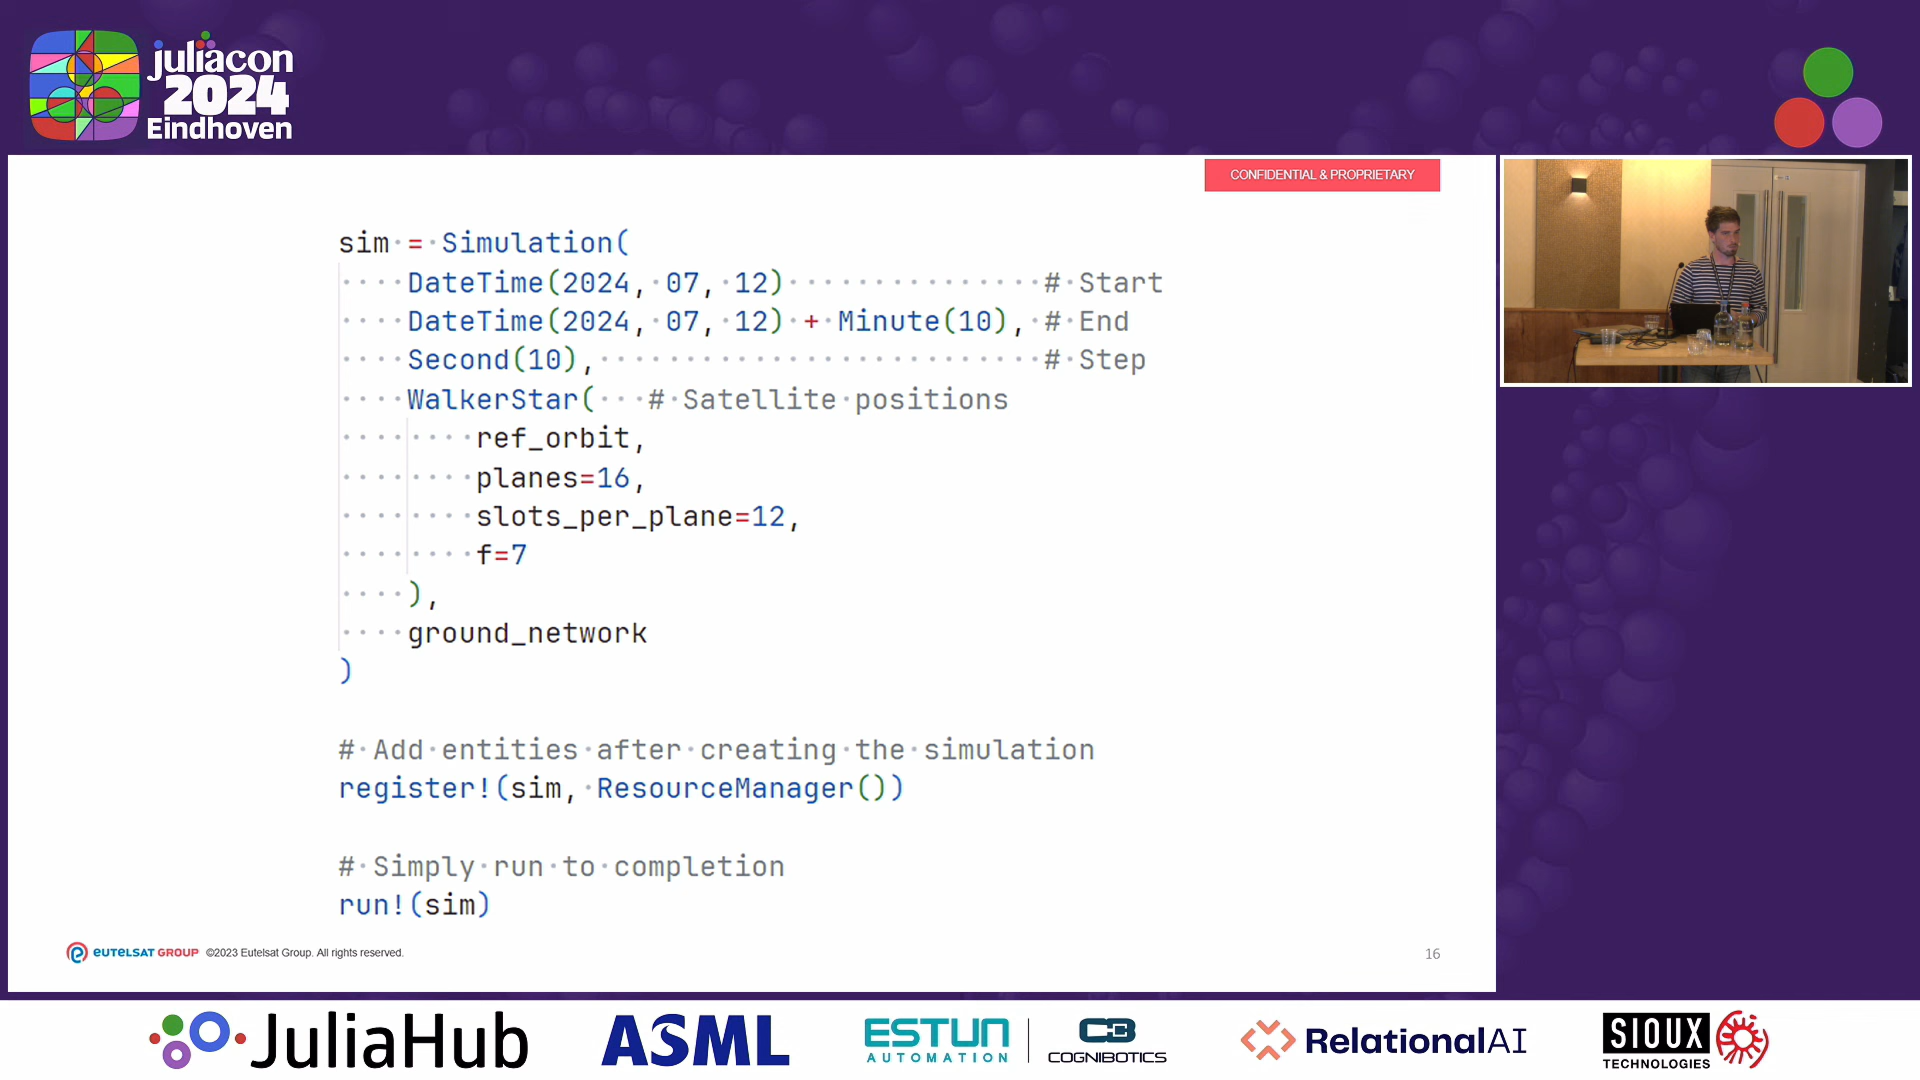 juliacon
2024
Eindhoven
CONFIDENTIAL & PROPRIETARY
sim = Simulation(
    DateTime(2024, 07, 12)               # Start
    DateTime(2024, 07, 12) + Minute(10), # End
    Second(10),                          # Step
    WalkerStar(   # Satellite positions
        ref_orbit,
        planes=16,
        slots_per_plane=12,
        f=7
    ),
    ground_network
)
# Add entities after creating the simulation
register!(sim, ResourceManager())
# Simply run to completion
run!(sim)
EUTELSAT GROUP ©2023 Eutelsat Group. All rights reserved.
16
JuliaHub
ASML
ESTUN
AUTOMATION
CB
COGNIBOTICS
RelationalAI
SIOUX
TECHNOLOGIES